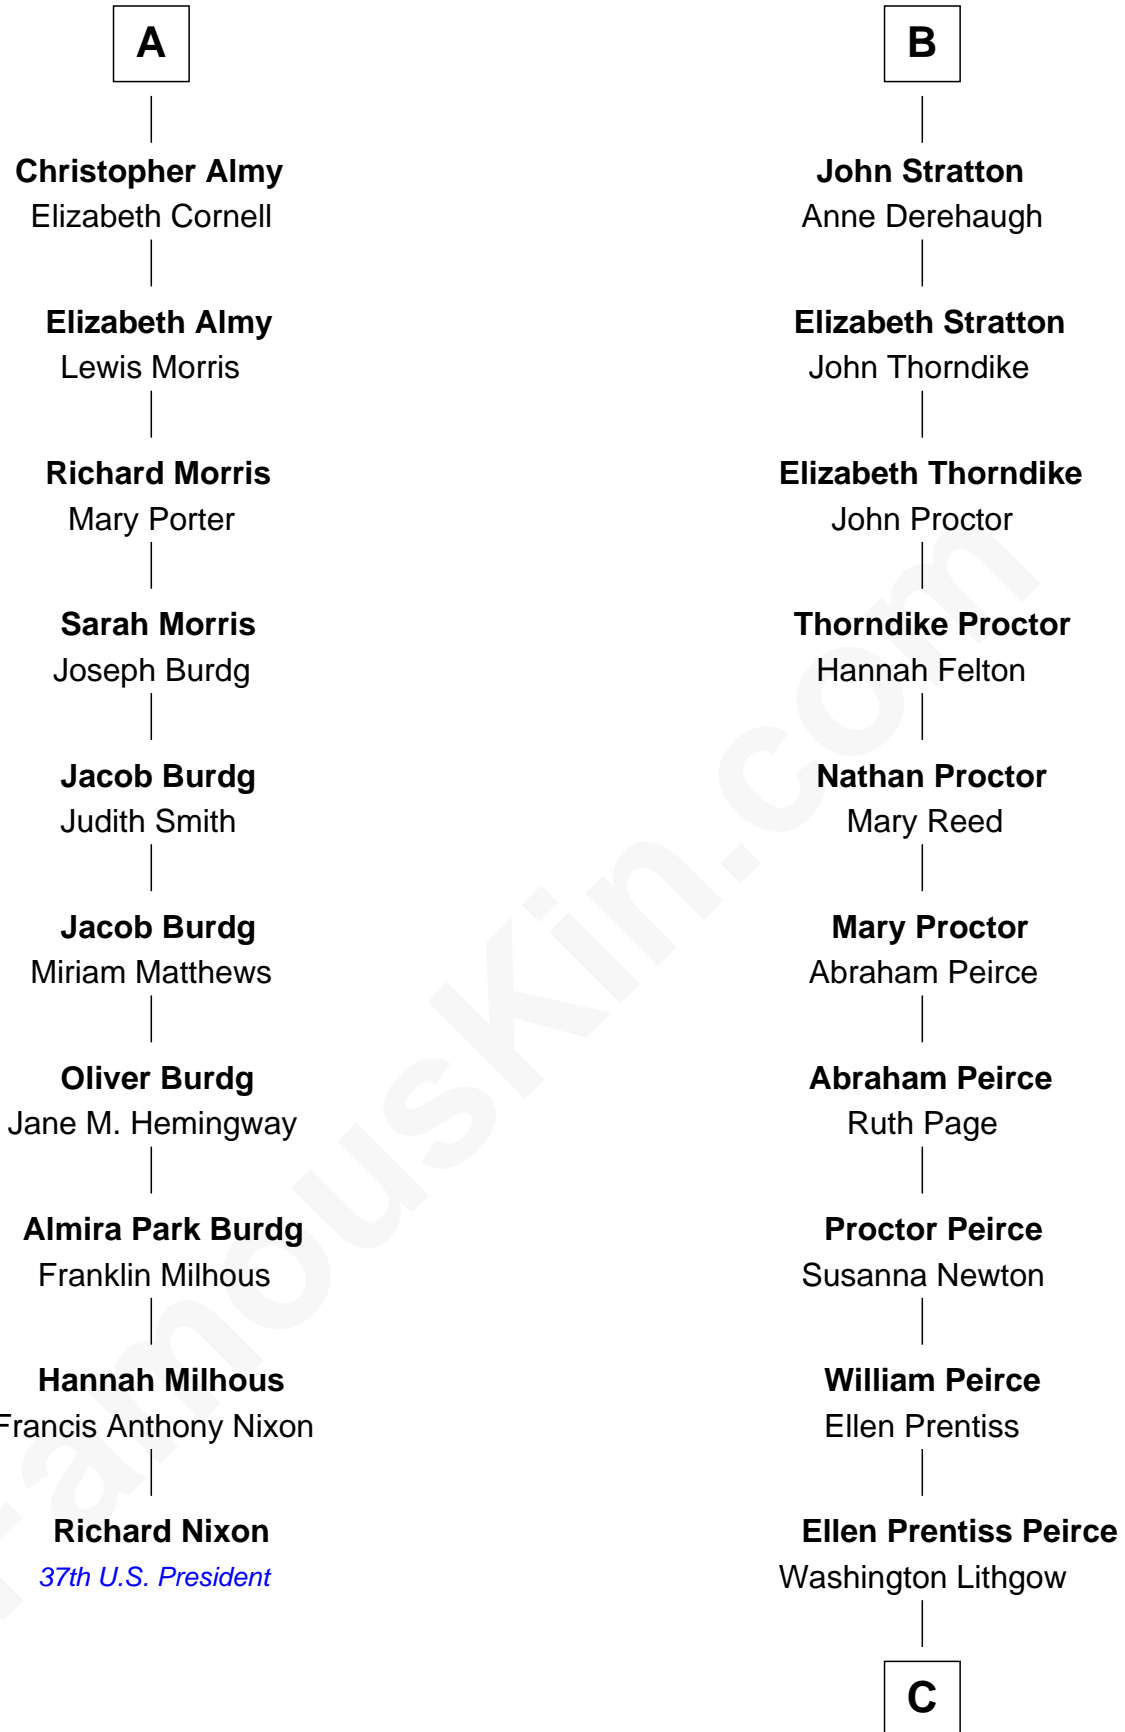 A
Christopher Almy
Elizabeth Cornell
Elizabeth Almy
Lewis Morris
Richard Morris
Mary Porter
Sarah Morris
Joseph Burdg
Jacob Burdg
Judith Smith
Jacob Burdg
Miriam Matthews
Oliver Burdg
Jane M. Hemingway
Almira Park Burdg
Franklin Milhous
Hannah Milhous
Francis Anthony Nixon
Richard Nixon
37th U.S. President
B
John Stratton
Anne Derehaugh
Elizabeth Stratton
John Thorndike
Elizabeth Thorndike
John Proctor
Thorndike Proctor
Hannah Felton
Nathan Proctor
Mary Reed
Mary Proctor
Abraham Peirce
Abraham Peirce
Ruth Page
Proctor Peirce
Susanna Newton
William Peirce
Ellen Prentiss
Ellen Prentiss Peirce
Washington Lithgow
C
FamousKin.com